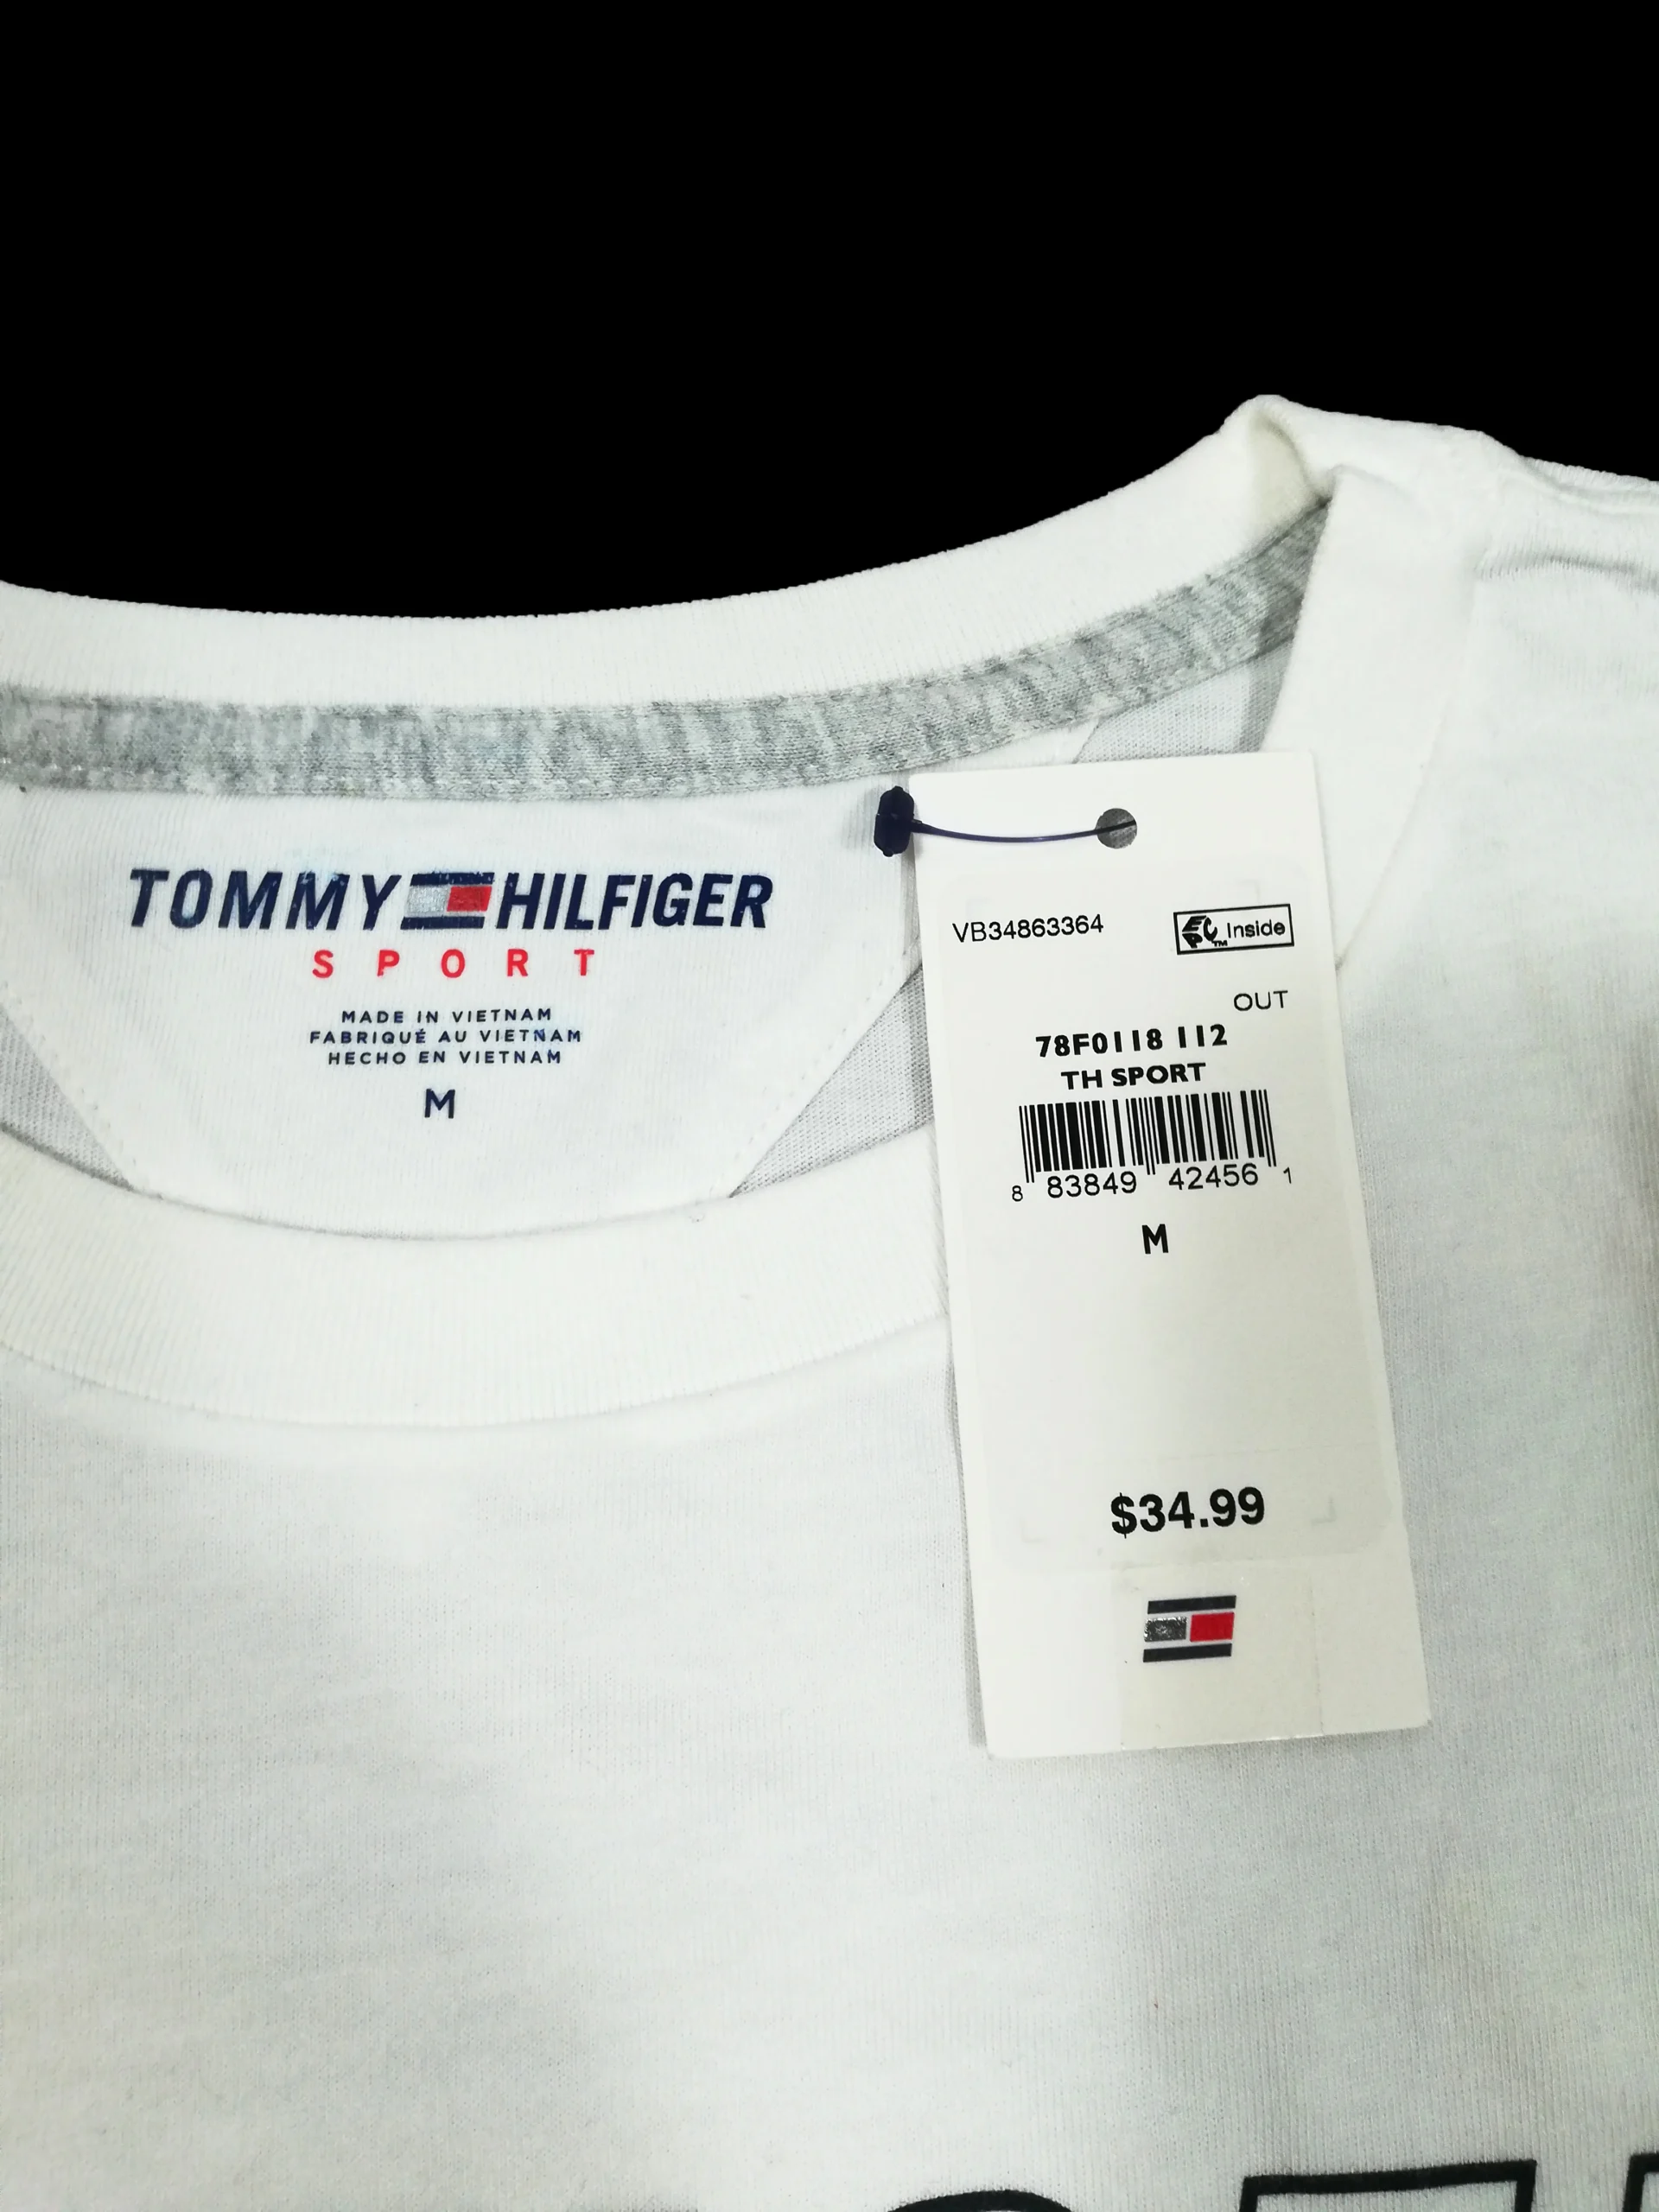 TOMMY HILFIGER
SPORT
MADE IN VIETNAM
FABRIQUÉ AU VIETNAM
HECHO EN VIETNAM
M
VB34863364
EPC™ Inside
OUT
78F0118 112
TH SPORT
8 83849 42456 1
M
$34.99